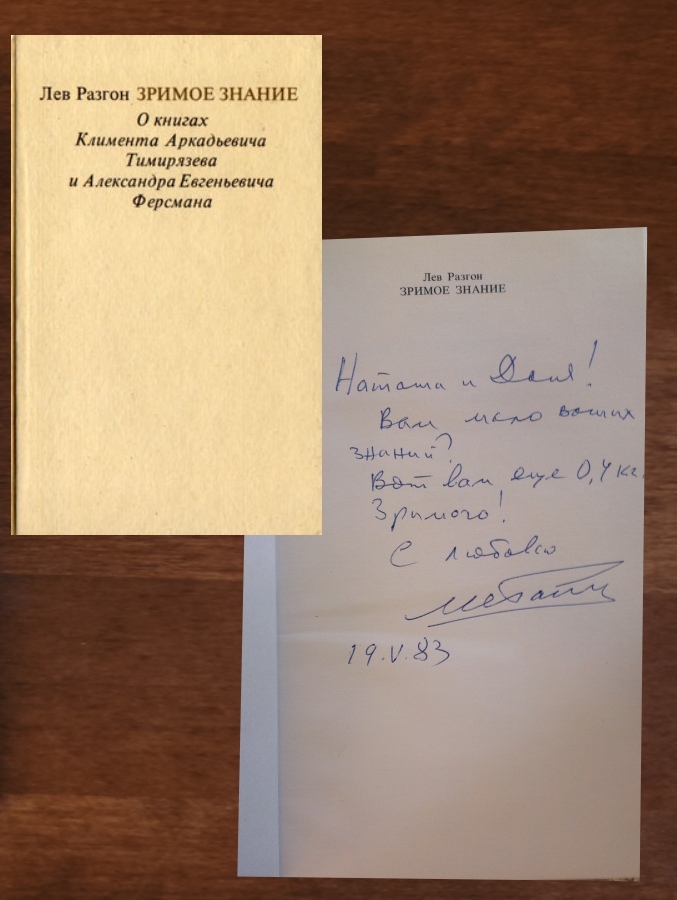 Лев Разгон ЗРИМОЕ ЗНАНИЕ
О книгах
Климента Аркадьевича
Тимирязева
и Александра Евгеньевича
Ферсмана
Лев Разгон
ЗРИМОЕ ЗНАНИЕ
Наташа и Даня!
Вам мало ваших
знаний?
Вот вам еще 0,4 кг.
Зримого!
С любовью
19.V.83